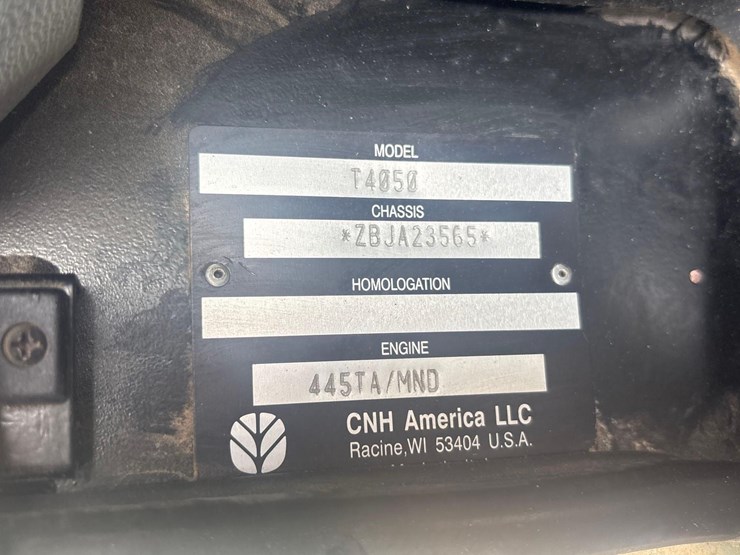 MODEL
T4050
CHASSIS
*ZBJA23565*
HOMOLOGATION
ENGINE
445TA/MND
CNH America LLC
Racine,WI 53404 U.S.A.